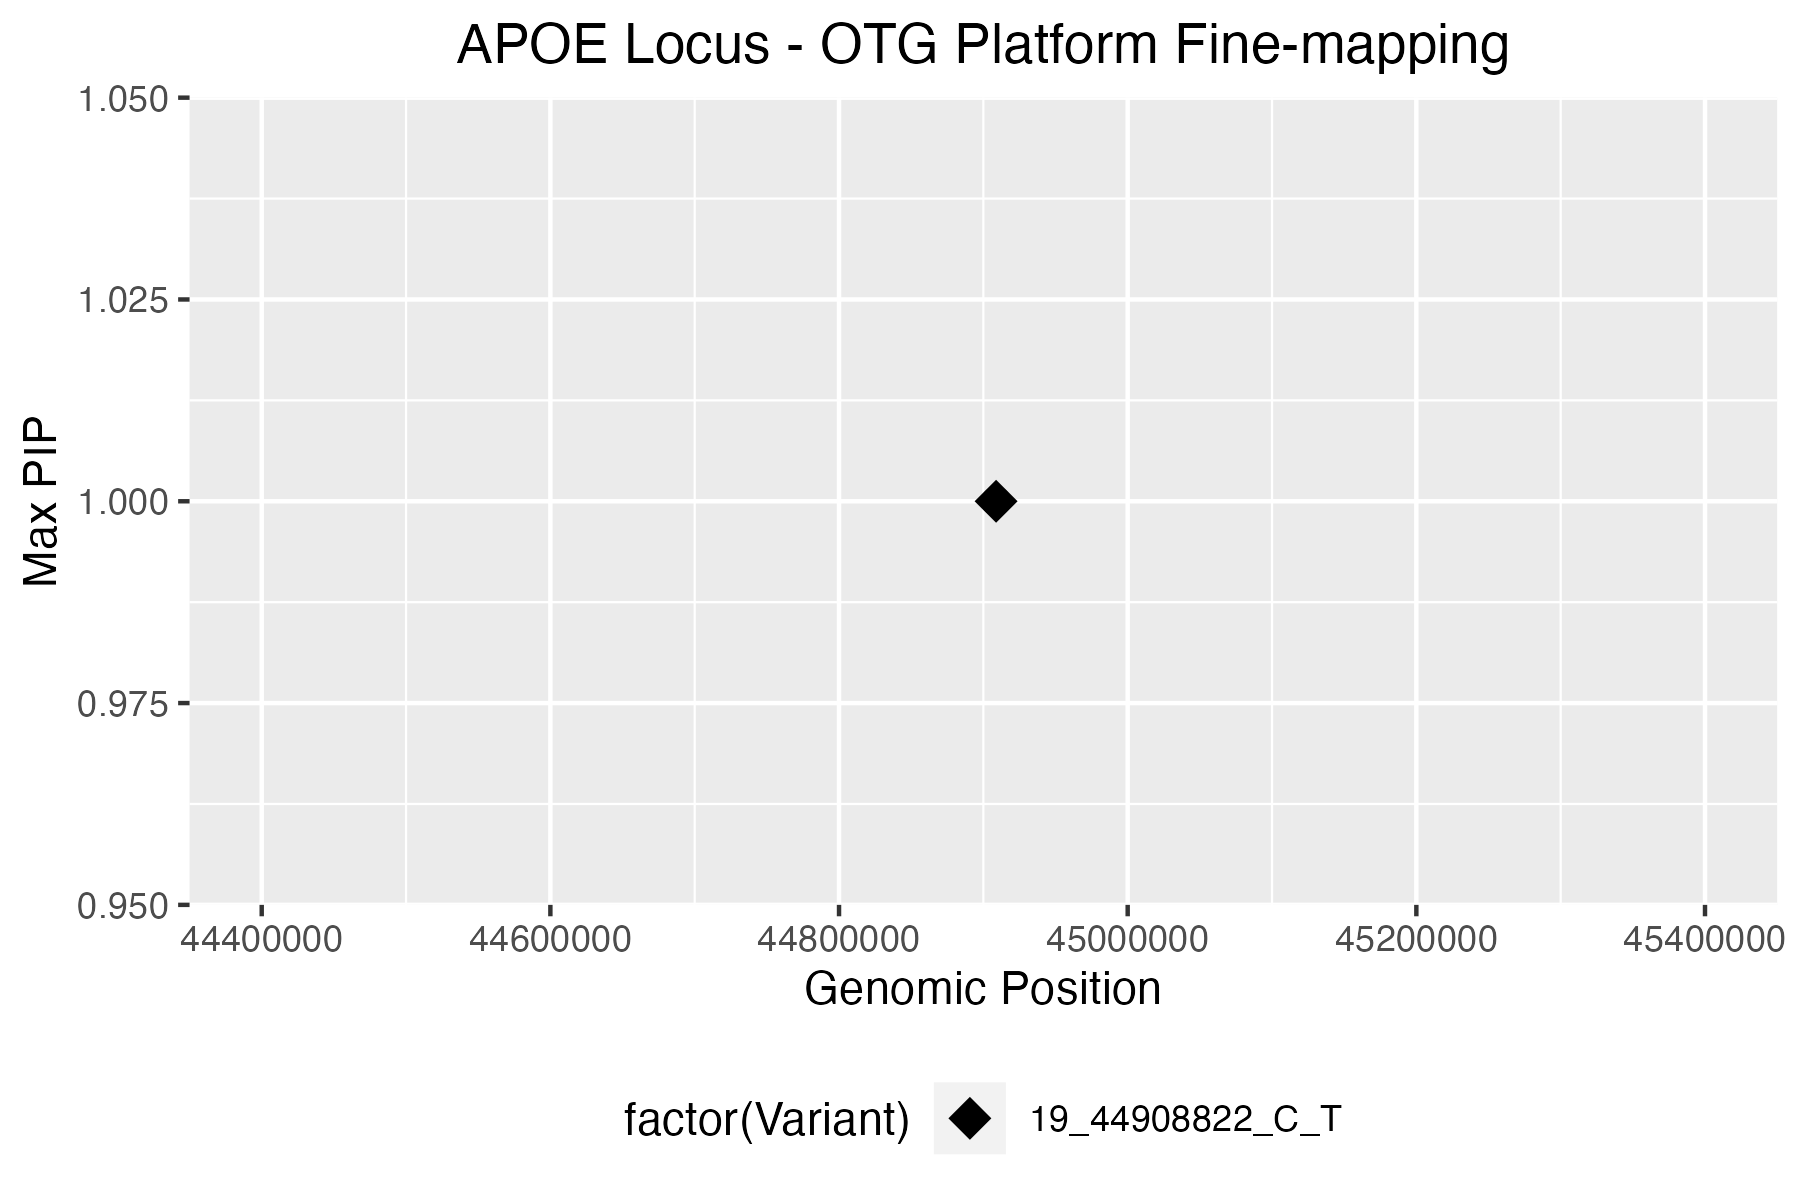 APOE Locus - OTG Platform Fine-mapping
Max PIP
1.050
1.025
1.000
0.975
0.950
44400000 44600000 44800000 45000000 45200000 45400000
Genomic Position
factor(Variant) 19_44908822_C_T